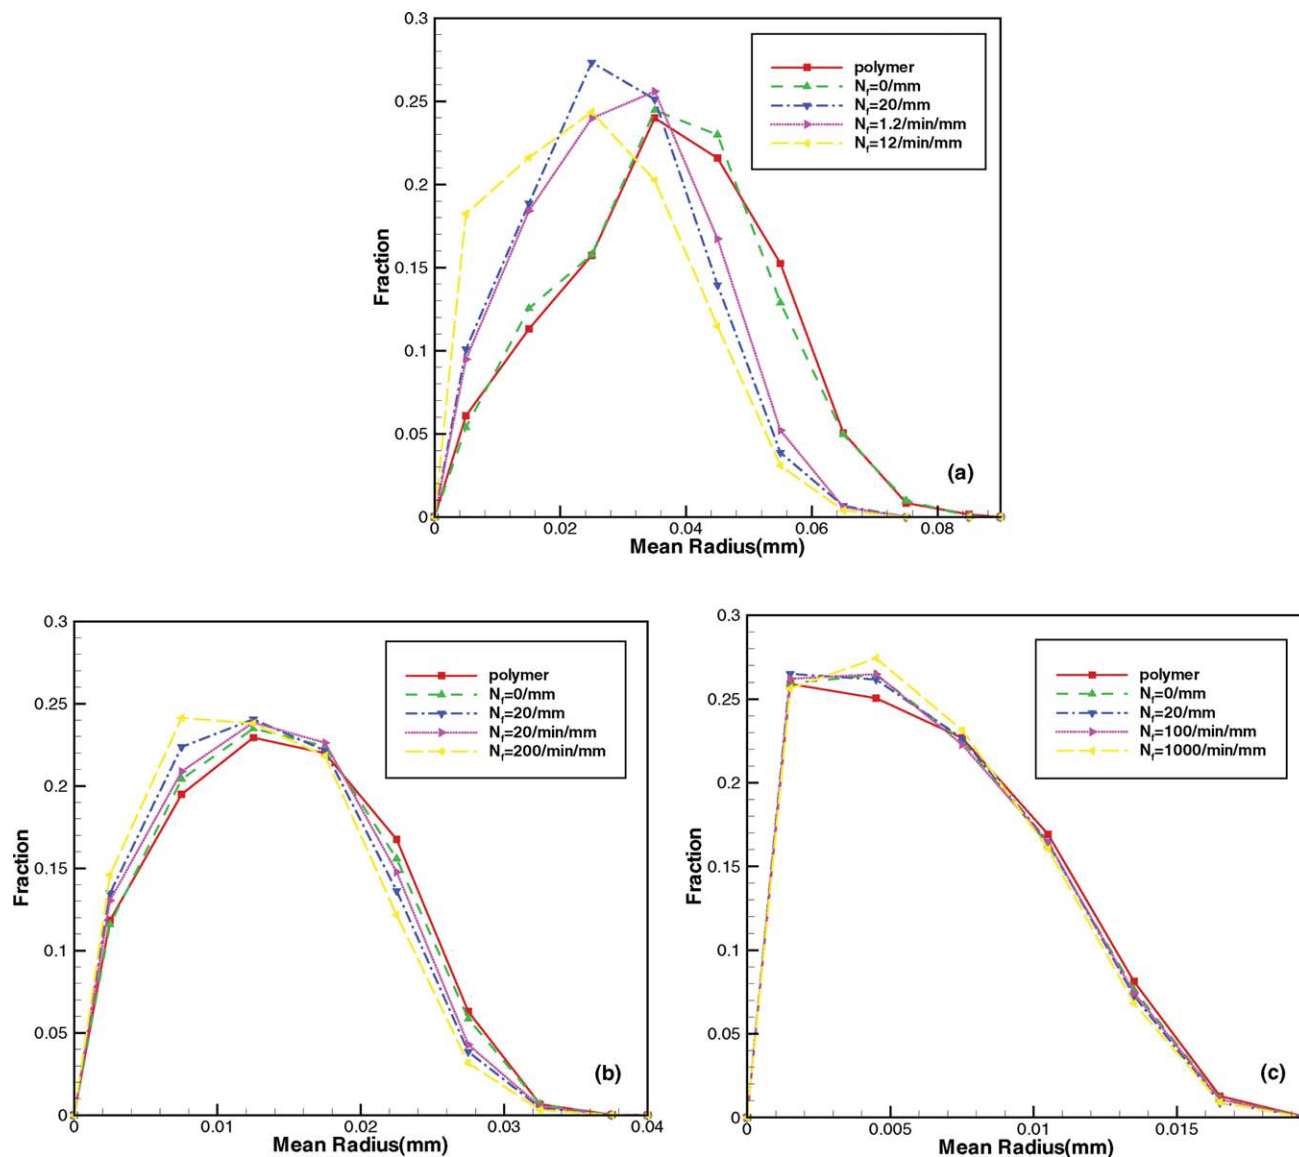 0.3
0.25
0.2
0.15
0.1
0.05
0
Fraction
polymer
Nf=0/mm
Nf=20/mm
Nf=1.2/min/mm
Nf=12/min/mm
(a)
0 0.02 0.04 0.06 0.08
Mean Radius(mm)
0.3
0.25
0.2
0.15
0.1
0.05
0
Fraction
polymer
Nf=0/mm
Nf=20/mm
Nf=20/min/mm
Nf=200/min/mm
(b)
0.01 0.02 0.03 0.04
Mean Radius(mm)
0.3
0.25
0.2
0.15
0.1
0.05
0
Fraction
polymer
Nf=0/mm
Nf=20/mm
Nf=100/min/mm
Nf=1000/min/mm
(c)
0.005 0.01 0.015
Mean Radius(mm)